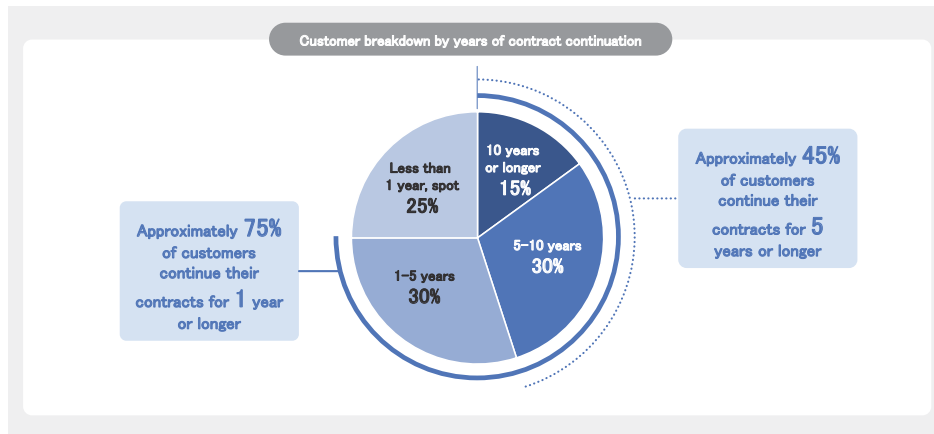 Customer breakdown by years of contract continuation
10 years
or longer
15%
Less than
1 year, spot
25%
5-10 years
30%
1-5 years
30%
Approximately 45%
of customers
continue their
contracts for 5
years or longer
Approximately 75%
of customers
continue their
contracts for 1 year
or longer